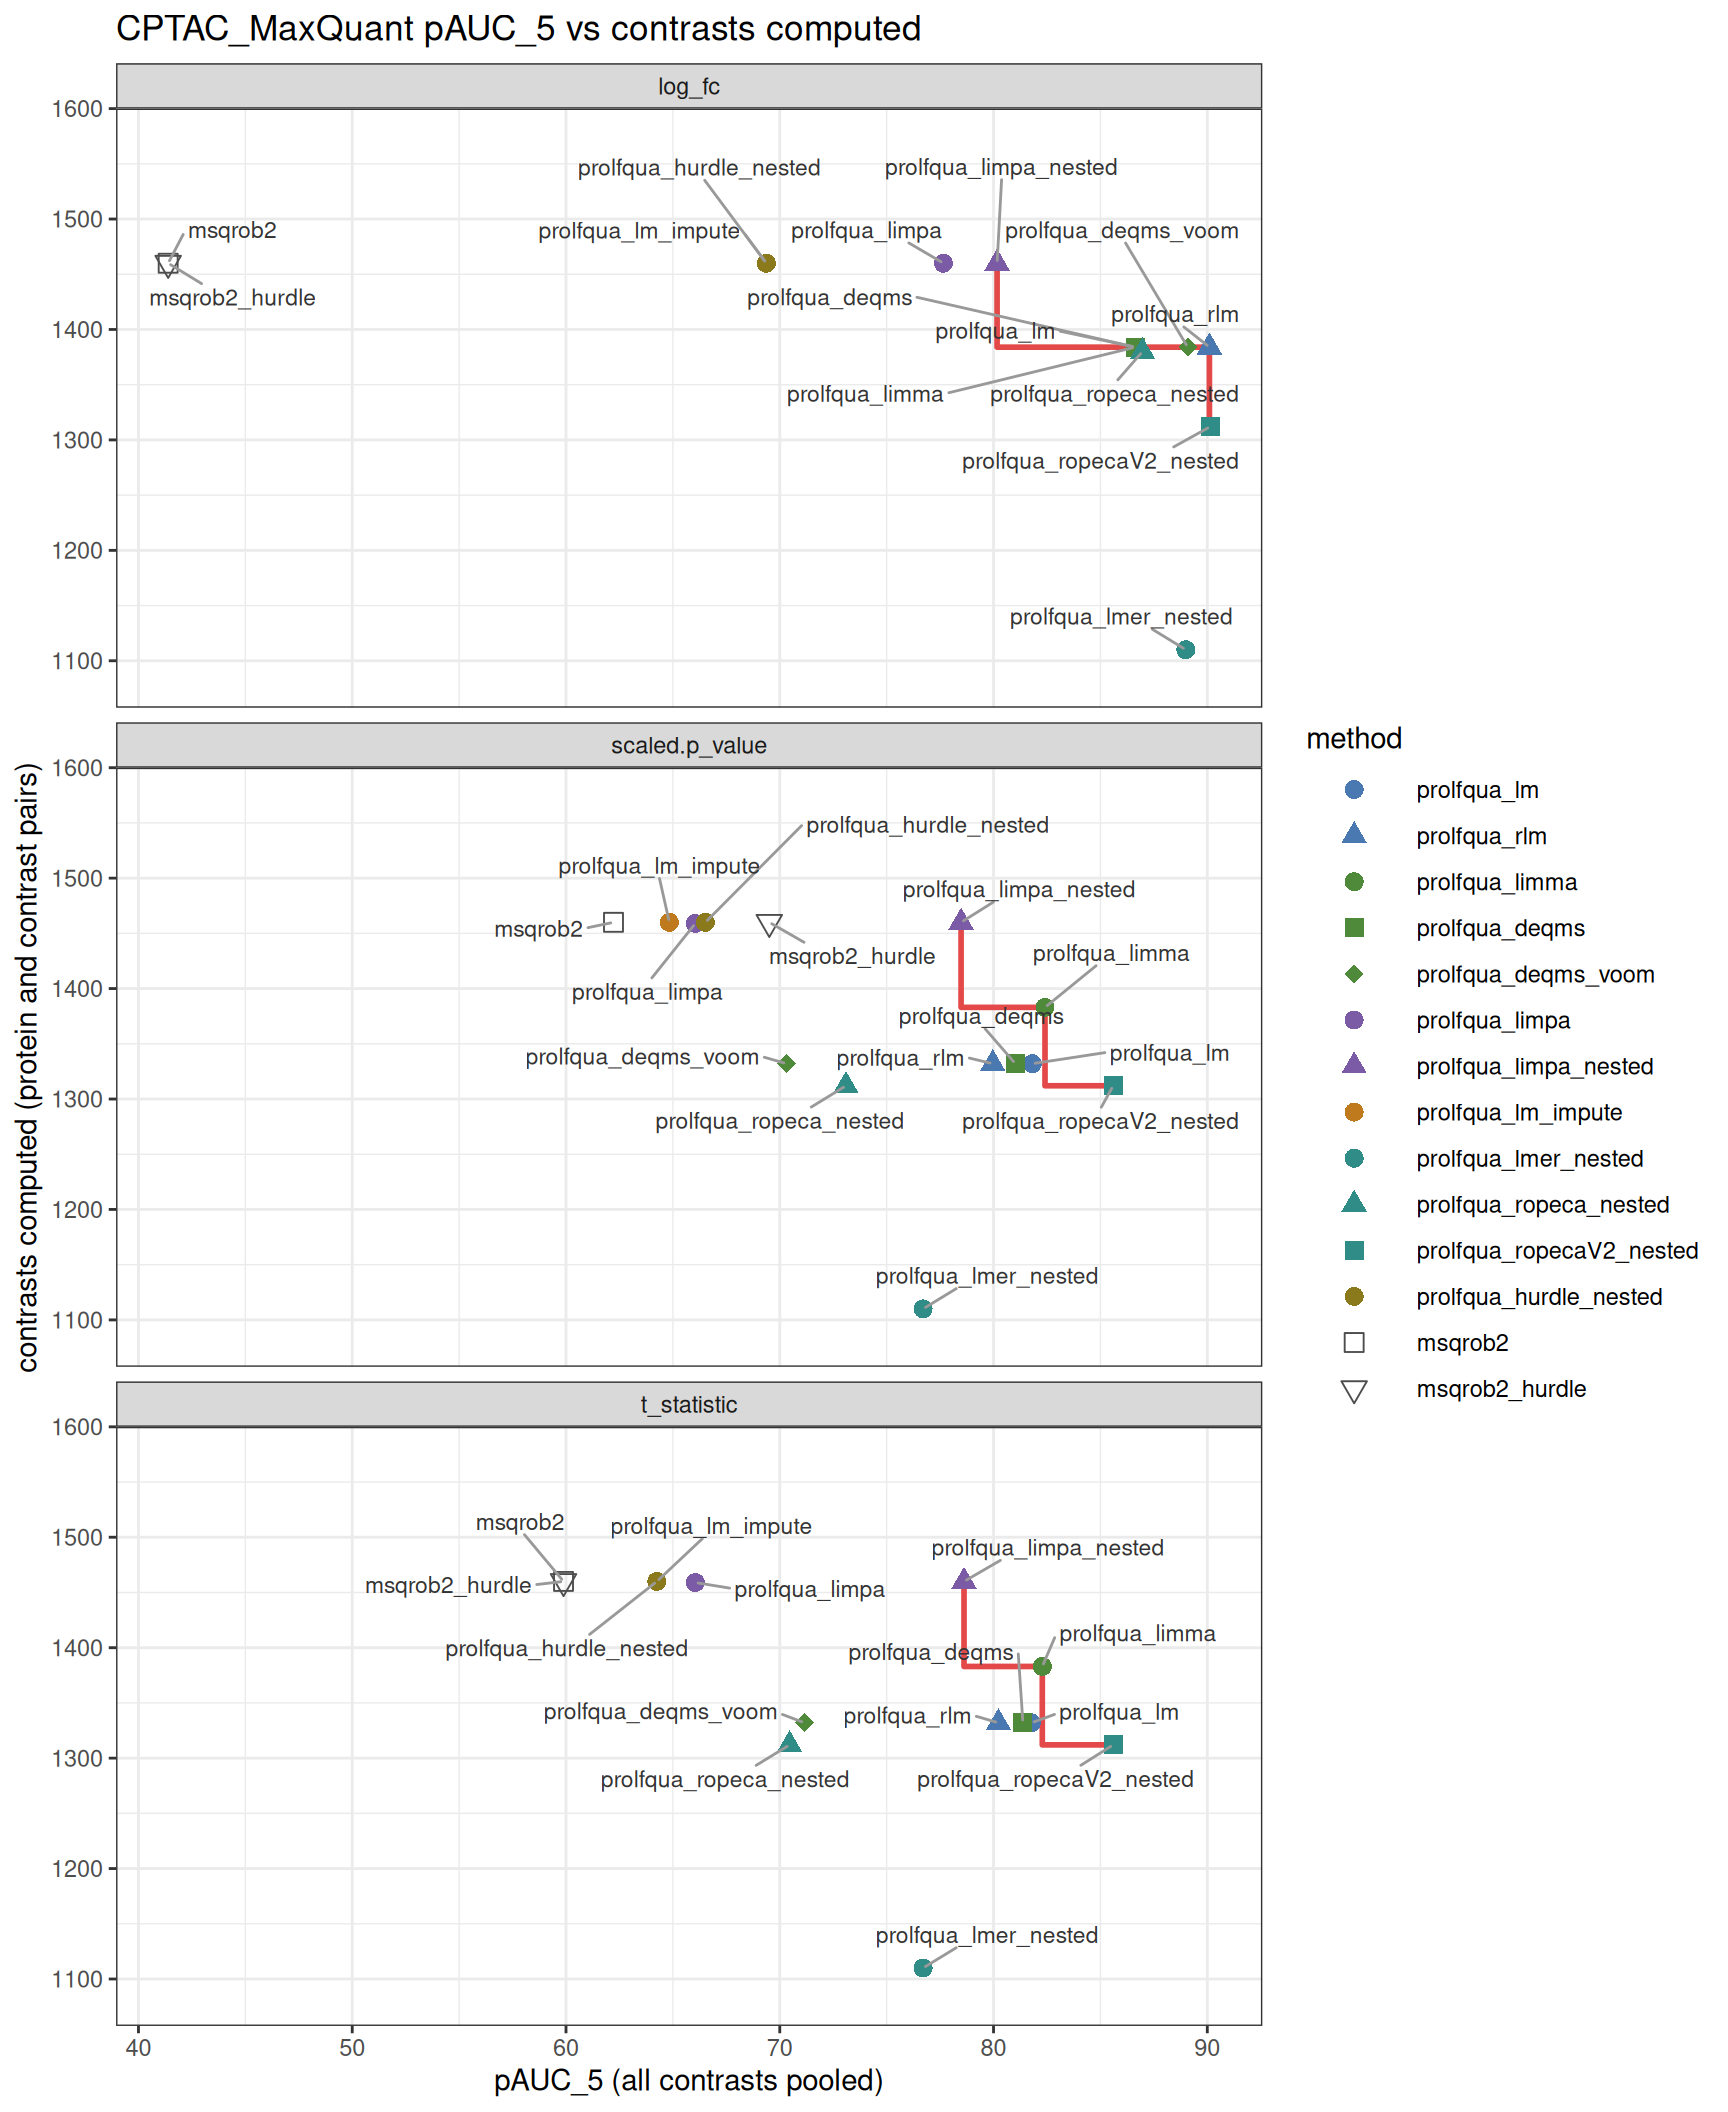 CPTAC_MaxQuant pAUC_5 vs contrasts computed
log_fc
1600
1500
1400
1300
1200
1100
prolfqua_hurdle_nested
prolfqua_limpa_nested
msqrob2
prolfqua_lm_impute
prolfqua_limpa
prolfqua_deqms_voom
msqrob2_hurdle
prolfqua_deqms
prolfqua_rlm
prolfqua_lm
prolfqua_limma
prolfqua_ropeca_nested
prolfqua_ropecaV2_nested
prolfqua_lmer_nested
scaled.p_value
1600
1500
1400
1300
1200
1100
prolfqua_hurdle_nested
prolfqua_lm_impute
prolfqua_limpa_nested
msqrob2
msqrob2_hurdle
prolfqua_limma
prolfqua_limpa
prolfqua_deqms
prolfqua_deqms_voom
prolfqua_rlm
prolfqua_lm
prolfqua_ropeca_nested
prolfqua_ropecaV2_nested
prolfqua_lmer_nested
t_statistic
1600
1500
1400
1300
1200
1100
msqrob2
prolfqua_lm_impute
prolfqua_limpa_nested
msqrob2_hurdle
prolfqua_limpa
prolfqua_hurdle_nested
prolfqua_limma
prolfqua_deqms
prolfqua_deqms_voom
prolfqua_rlm
prolfqua_lm
prolfqua_ropeca_nested
prolfqua_ropecaV2_nested
prolfqua_lmer_nested
40
50
60
70
80
90
pAUC_5 (all contrasts pooled)
contrasts computed (protein and contrast pairs)
method
prolfqua_lm
prolfqua_rlm
prolfqua_limma
prolfqua_deqms
prolfqua_deqms_voom
prolfqua_limpa
prolfqua_limpa_nested
prolfqua_lm_impute
prolfqua_lmer_nested
prolfqua_ropeca_nested
prolfqua_ropecaV2_nested
prolfqua_hurdle_nested
msqrob2
msqrob2_hurdle